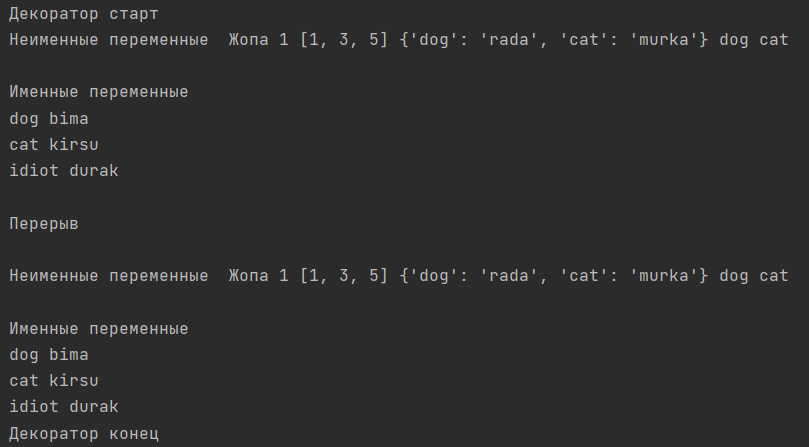 Декоратор старт
Неименные переменные  Жопа 1 [1, 3, 5] {'dog': 'rada', 'cat': 'murka'} dog cat
Именные переменные
dog bima
cat kirsu
idiot durak
Перерыв
Неименные переменные  Жопа 1 [1, 3, 5] {'dog': 'rada', 'cat': 'murka'} dog cat
Именные переменные
dog bima
cat kirsu
idiot durak
Декоратор конец